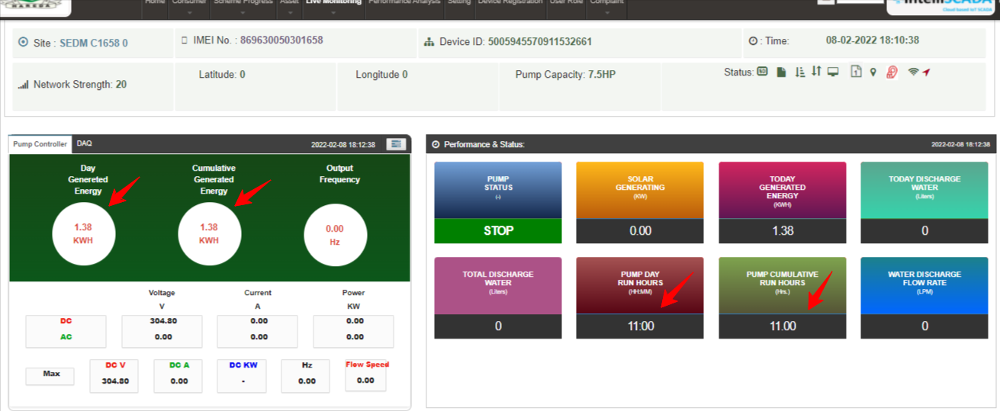 HAREDA
Home Consumer Scheme Progress Asset Live Monitoring Performance Analysis Setting Device Registration User Role Complaint
IntelliSCADA
Cloud based IoT SCADA
Site : SEDM C1658 0
IMEI No. : 869630050301658
Device ID: 5005945570911532661
: Time: 08-02-2022 18:10:38
Network Strength: 20
Latitude: 0
Longitude 0
Pump Capacity: 7.5HP
Status: SD 1
Pump Controller DAQ 2022-02-08 18:12:38
Day
Genereted
Energy
1.38
KWH
Cumulative
Generated
Energy
1.38
KWH
Output
Frequency
0.00
Hz
Voltage Current Power
V A KW
DC 304.80 0.00 0.00
AC 0.00 0.00 0.00
Max
DC V
304.80
DC A
0.00
DC KW
-
Hz
0.00
Flow Speed
0.00
Performance & Status: 2022-02-08 18:12:38
PUMP
STATUS
(-)
STOP
SOLAR
GENERATING
(KW)
0.00
TODAY
GENERATED
ENERGY
(KWH)
1.38
TODAY DISCHARGE
WATER
(Liters)
0
TOTAL DISCHARGE
WATER
(Liters)
0
PUMP DAY
RUN HOURS
(HH:MM)
11:00
PUMP CUMULATIVE
RUN HOURS
(Hrs.)
11.00
WATER DISCHARGE
FLOW RATE
(LPM)
0